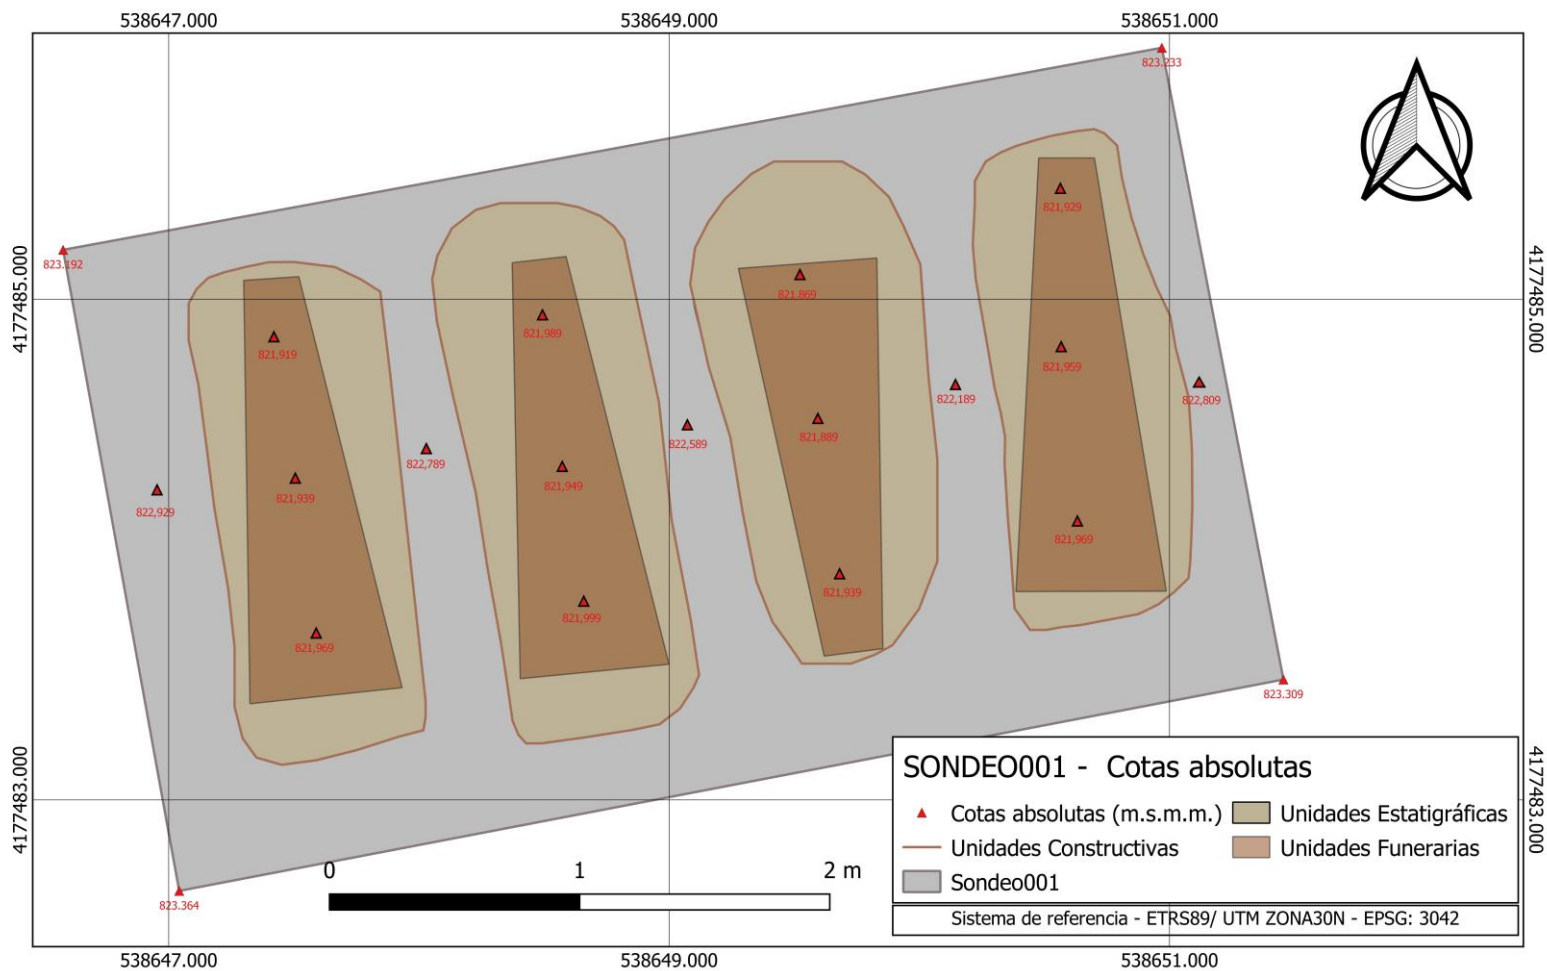 538647.000 538649.000 538651.000
823.233
821,929
4177485.000
823.192
821.869
4177485.000
821,919
821,989
821,959
822,189
822,809
821,889
822,589
822,789
821,949
821,939
822,929
821,969
821,939
821,999
821,969
823.309
4177483.000
4177483.000
SONDEO001 - Cotas absolutas
Cotas absolutas (m.s.m.m.)
Unidades Estatigráficas
Unidades Constructivas
Unidades Funerarias
Sondeo001
Sistema de referencia - ETRS89/ UTM ZONA30N - EPSG: 3042
0 1 2 m
823.364
538647.000 538649.000 538651.000